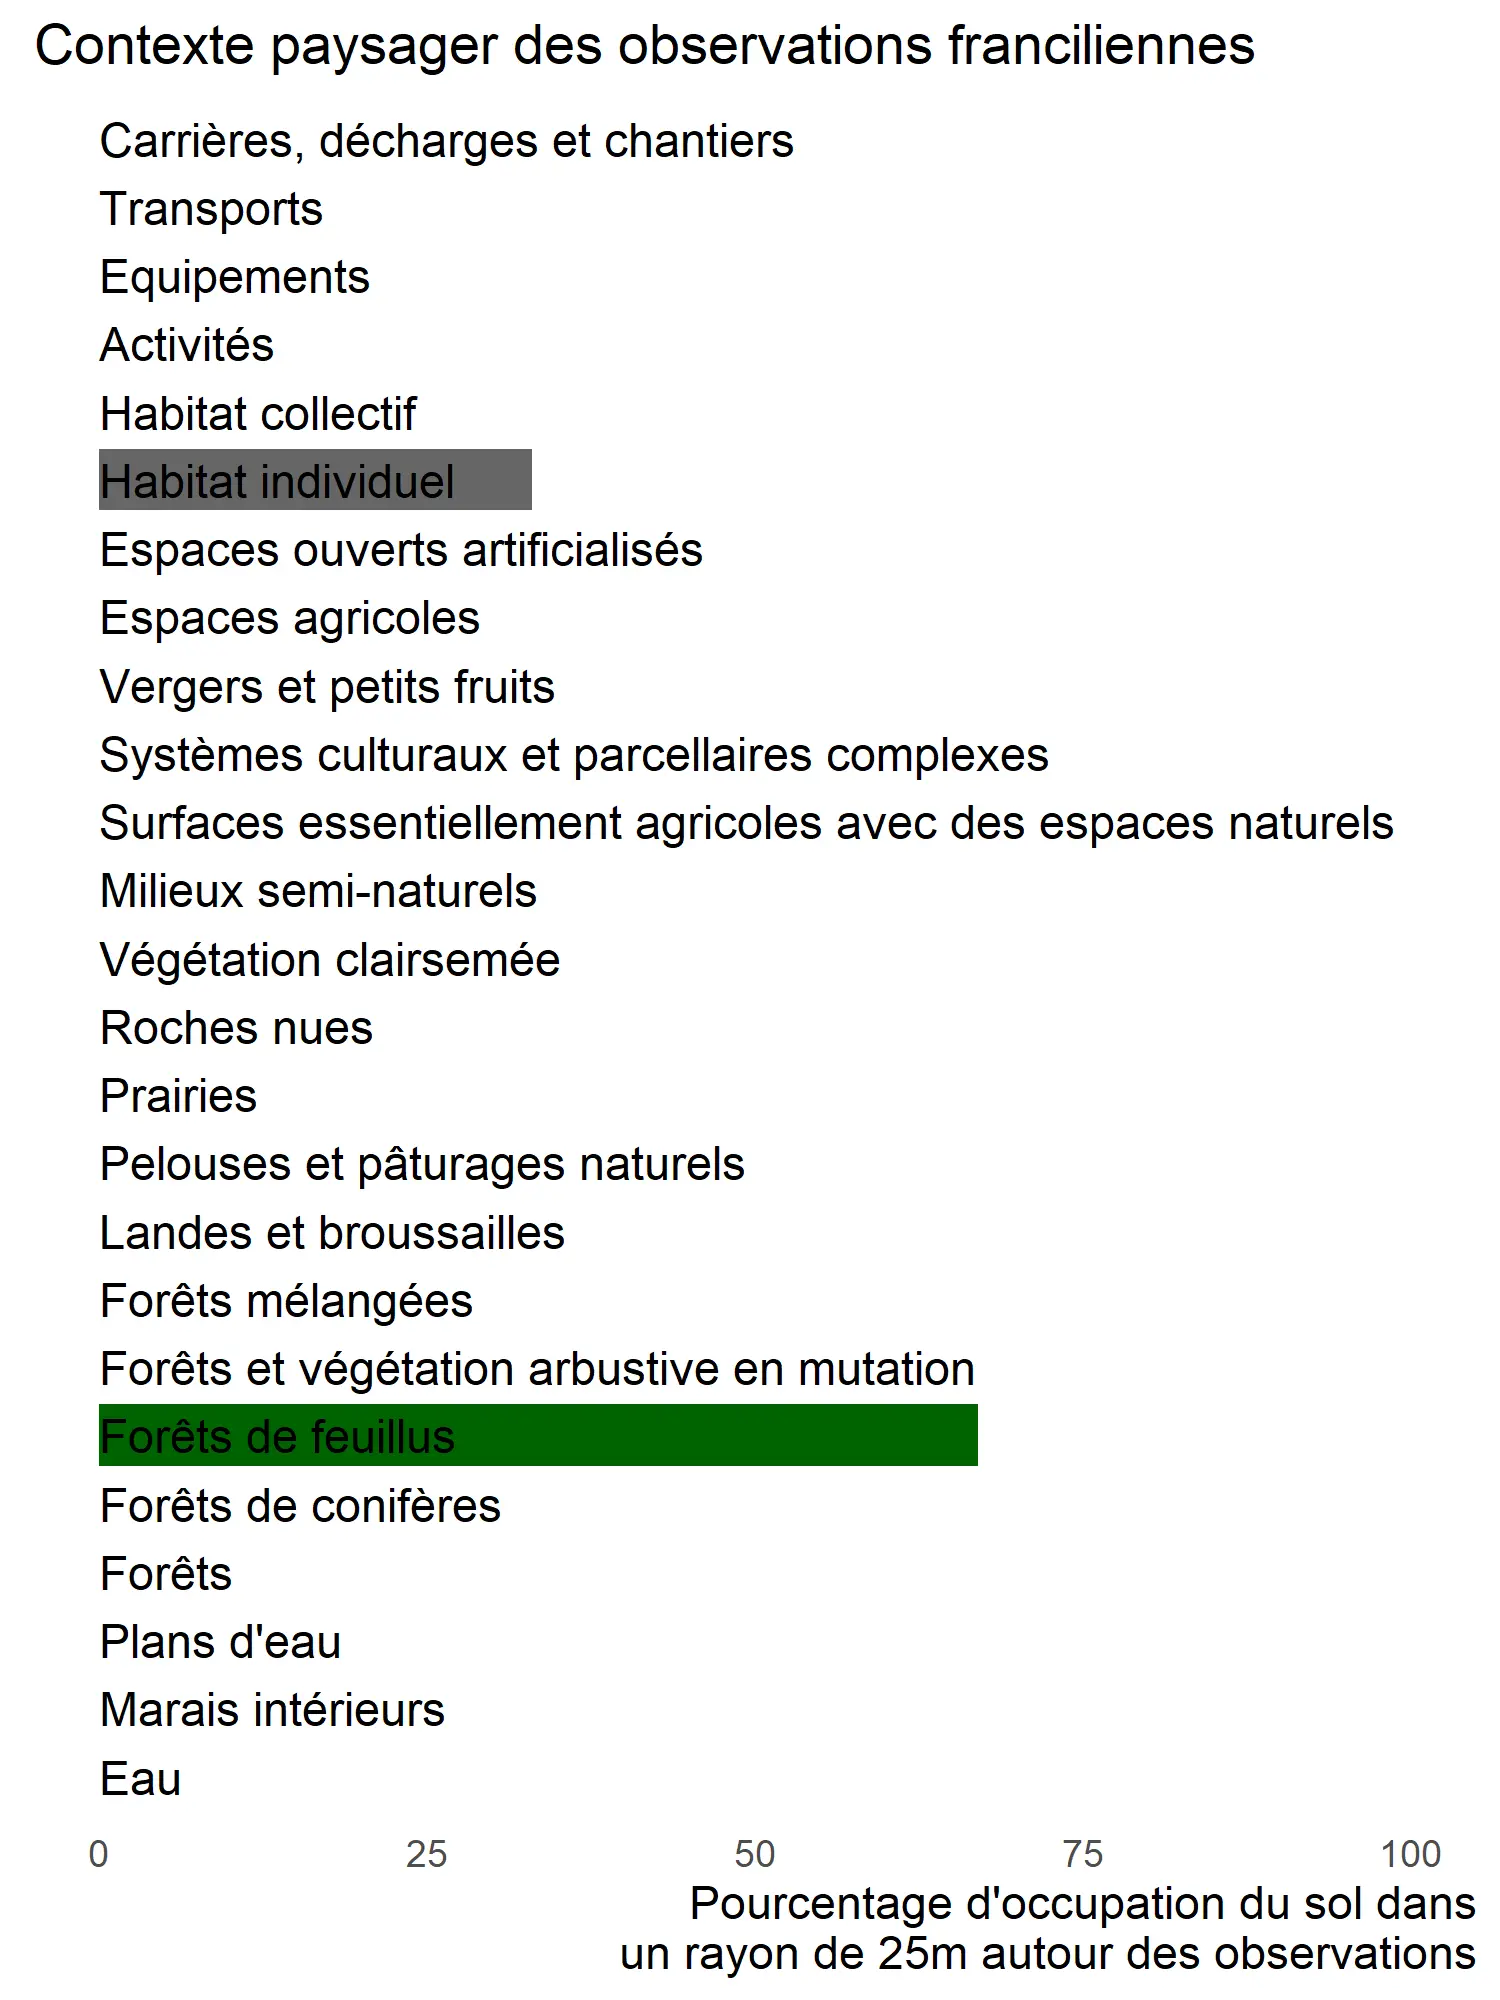 Contexte paysager des observations franciliennes
Carrières, décharges et chantiers
Transports
Equipements
Activités
Habitat collectif
Habitat individuel
Espaces ouverts artificialisés
Espaces agricoles
Vergers et petits fruits
Systèmes culturaux et parcellaires complexes
Surfaces essentiellement agricoles avec des espaces naturels
Milieux semi-naturels
Végétation clairsemée
Roches nues
Prairies
Pelouses et pâturages naturels
Landes et broussailles
Forêts mélangées
Forêts et végétation arbustive en mutation
Forêts de feuillus
Forêts de conifères
Forêts
Plans d'eau
Marais intérieurs
Eau
0 25 50 75 100
Pourcentage d'occupation du sol dans
un rayon de 25m autour des observations